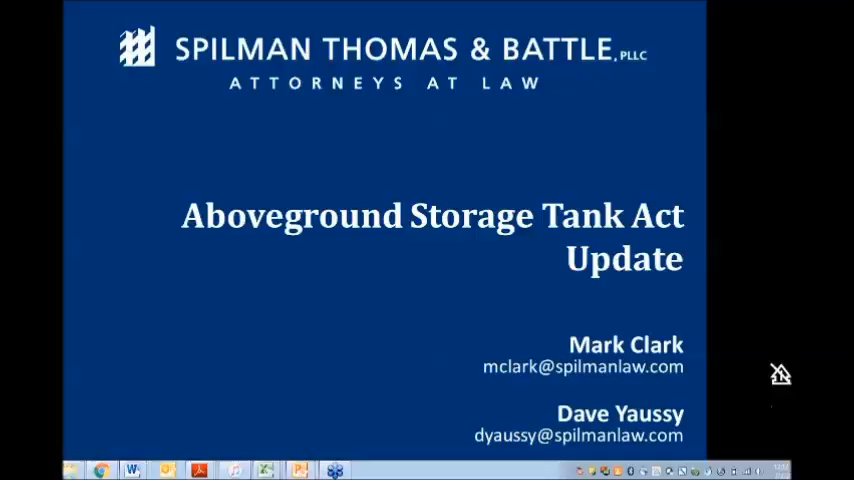 SPILMAN THOMAS & BATTLE, PLLC
ATTORNEYS AT LAW
Aboveground Storage Tank Act
Update
Mark Clark
mclark@spilmanlaw.com
Dave Yaussy
dyaussy@spilmanlaw.com